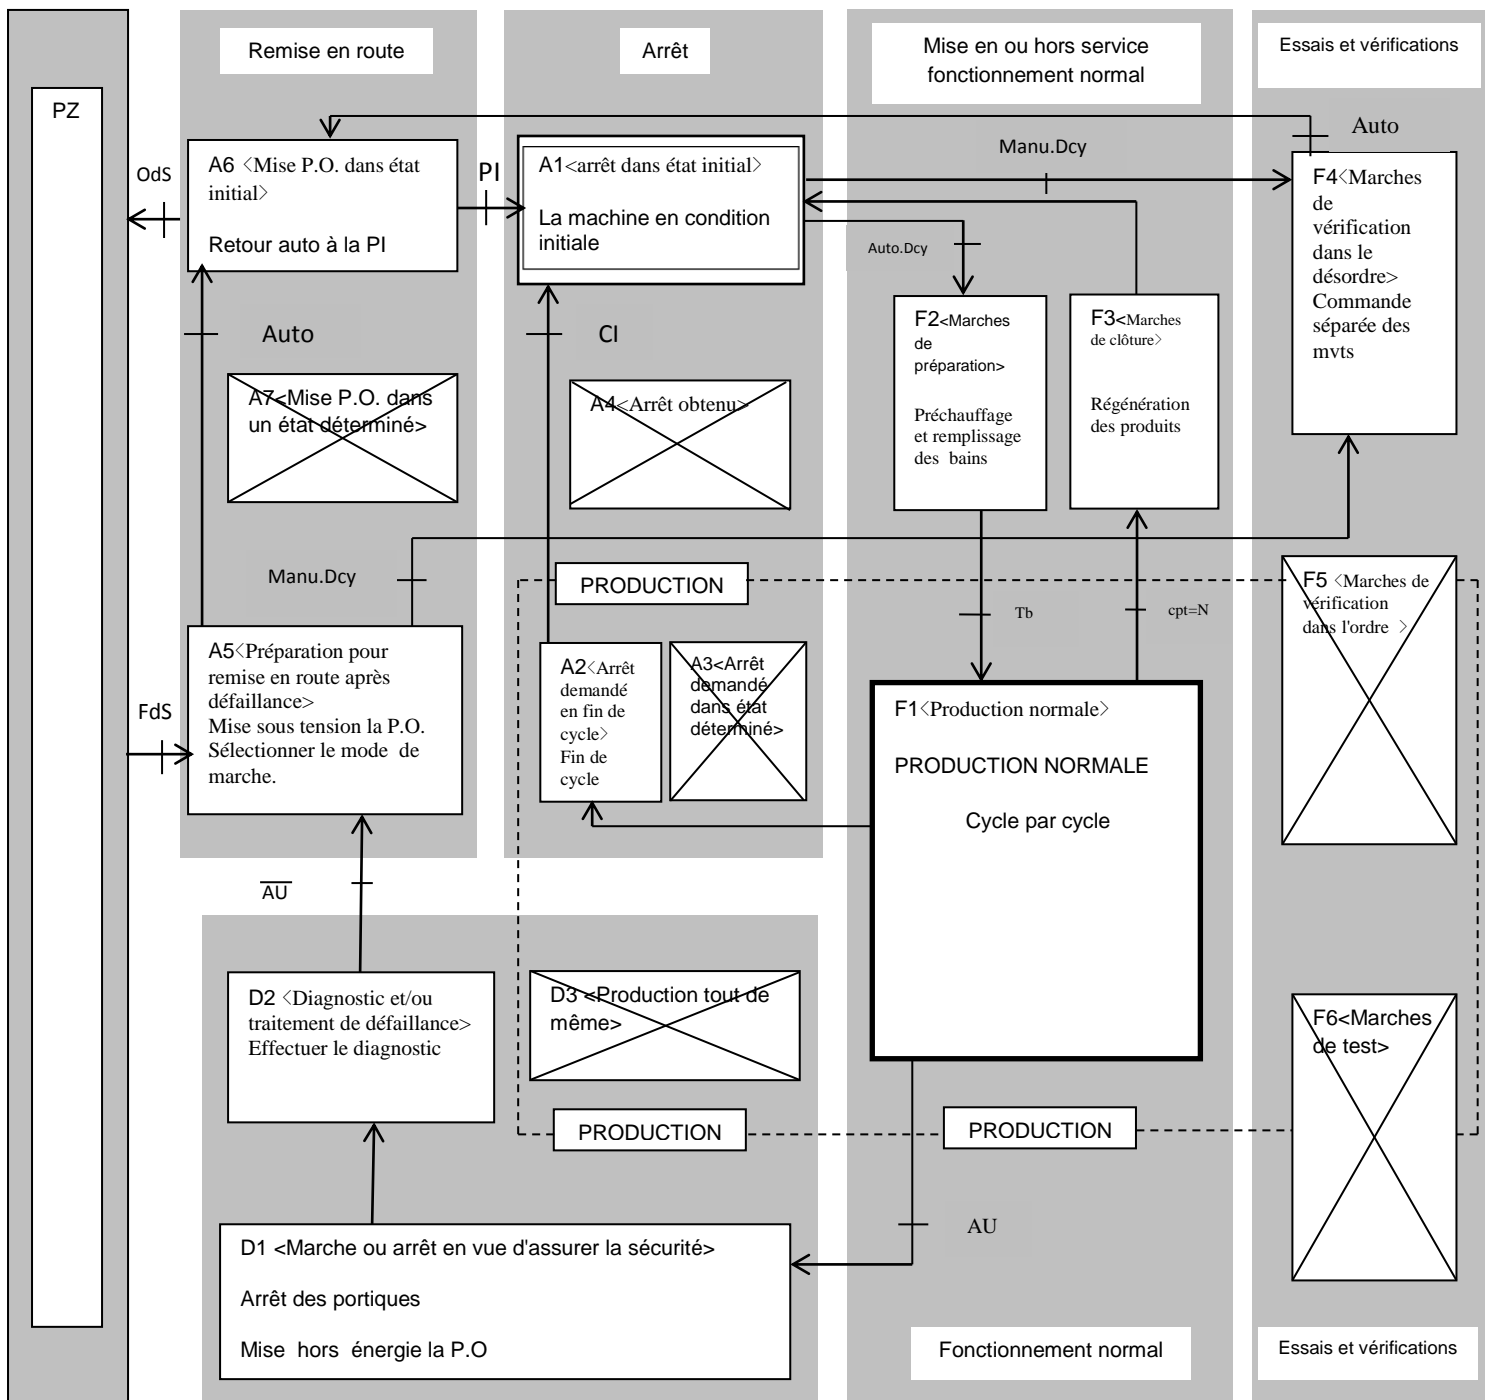 Remise en route
Arrêt
Mise en ou hors service
fonctionnement normal
Essais et vérifications
PZ
OdS
A6 <Mise P.O. dans état
initial>
Retour auto à la PI
PI
A1<arrêt dans état initial>
La machine en condition
initiale
Manu.Dcy
Auto
Auto.Dcy
F4<Marches
de
vérification
dans le
désordre>
Commande
séparée des
mvts
Auto
CI
F2<Marches
de
préparation>
Préchauffage
et remplissage
des bains
F3<Marches
de clôture>
Régénération
des produits
A7<Mise P.O. dans
un état déterminé>
A4<Arrêt obtenu>
Manu.Dcy
PRODUCTION
Tb
cpt=N
F5 <Marches de
vérification
dans l'ordre >
FdS
A5<Préparation pour
remise en route après
défaillance>
Mise sous tension la P.O.
Sélectionner le mode de
marche.
A2<Arrêt
demandé
en fin de
cycle>
Fin de
cycle
A3<Arrêt
demandé
dans état
déterminé>
F1<Production normale>
PRODUCTION NORMALE
Cycle par cycle
A̅U̅
D2 <Diagnostic et/ou
traitement de défaillance>
Effectuer le diagnostic
D3 <Production tout de
même>
F6<Marches
de test>
PRODUCTION
PRODUCTION
AU
D1 <Marche ou arrêt en vue d'assurer la sécurité>
Arrêt des portiques
Mise hors énergie la P.O
Fonctionnement normal
Essais et vérifications